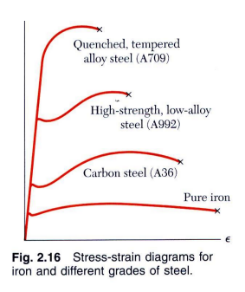 Quenched, tempered
alloy steel (A709)
High-strength, low-alloy
steel (A992)
Carbon steel (A36)
Pure iron
ϵ
Fig. 2.16 Stress-strain diagrams for
iron and different grades of steel.